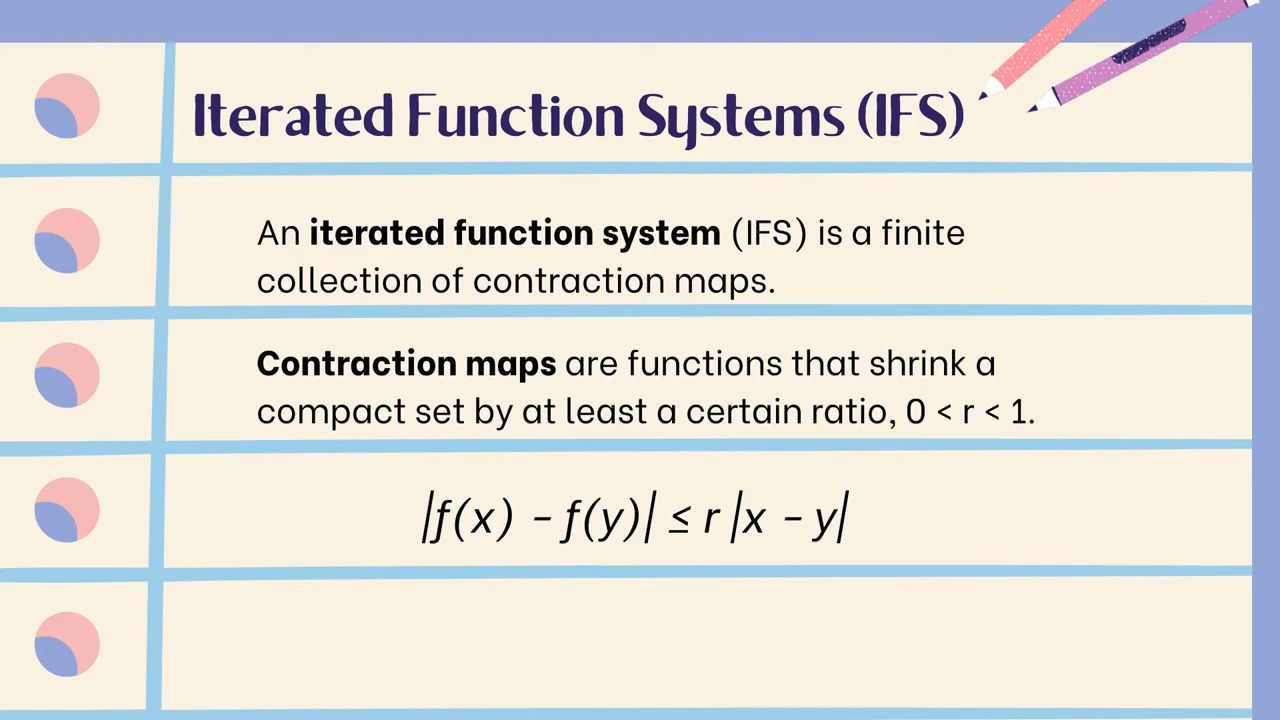 Iterated Function Systems (IFS)
An iterated function system (IFS) is a finite
collection of contraction maps.
Contraction maps are functions that shrink a
compact set by at least a certain ratio, 0 < r < 1.
|f(x) - f(y)| ≤ r |x - y|